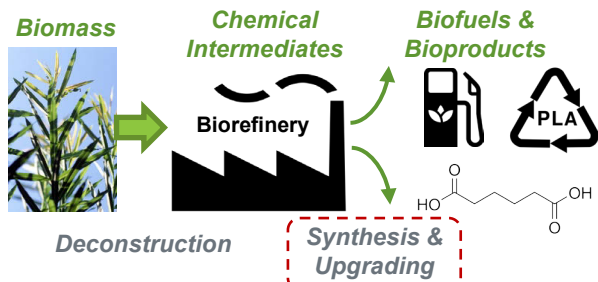 Biomass
Chemical
Intermediates
Biofuels &
Bioproducts
Biorefinery
PLA
HO
O
O
OH
Deconstruction
Synthesis &
Upgrading